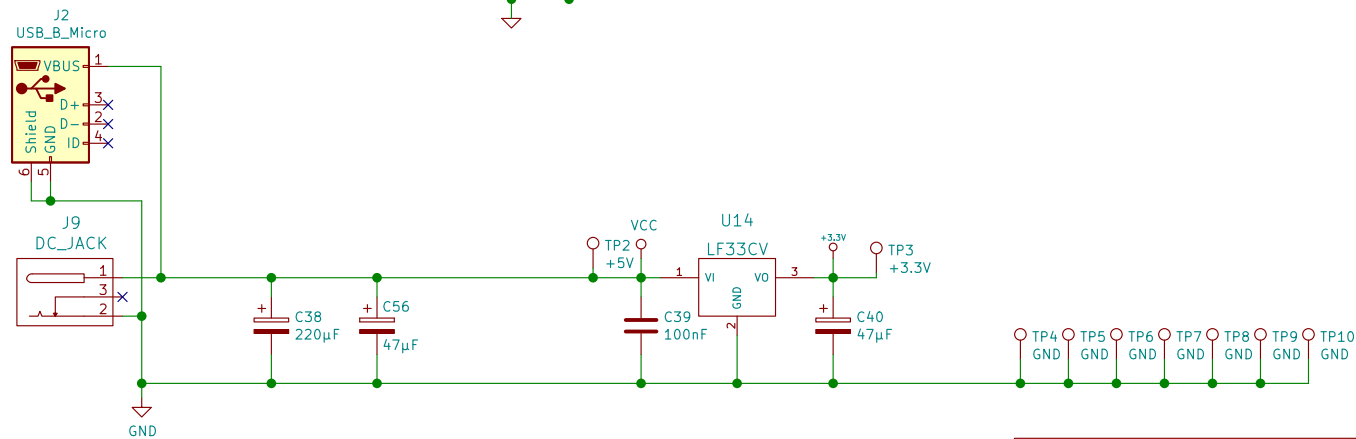 J2
USB_B_Micro
VBUS
1
D+
3
D-
2
ID
4
Shield
GND
6
5
J9
DC_JACK
1
3
2
GND
+
C38
220µF
+
C56
47µF
TP2
+5V
VCC
C39
100nF
U14
LF33CV
1
VI
VO
3
GND
2
+3.3V
TP3
+3.3V
+
C40
47µF
TP4
GND
TP5
GND
TP6
GND
TP7
GND
TP8
GND
TP9
GND
TP10
GND